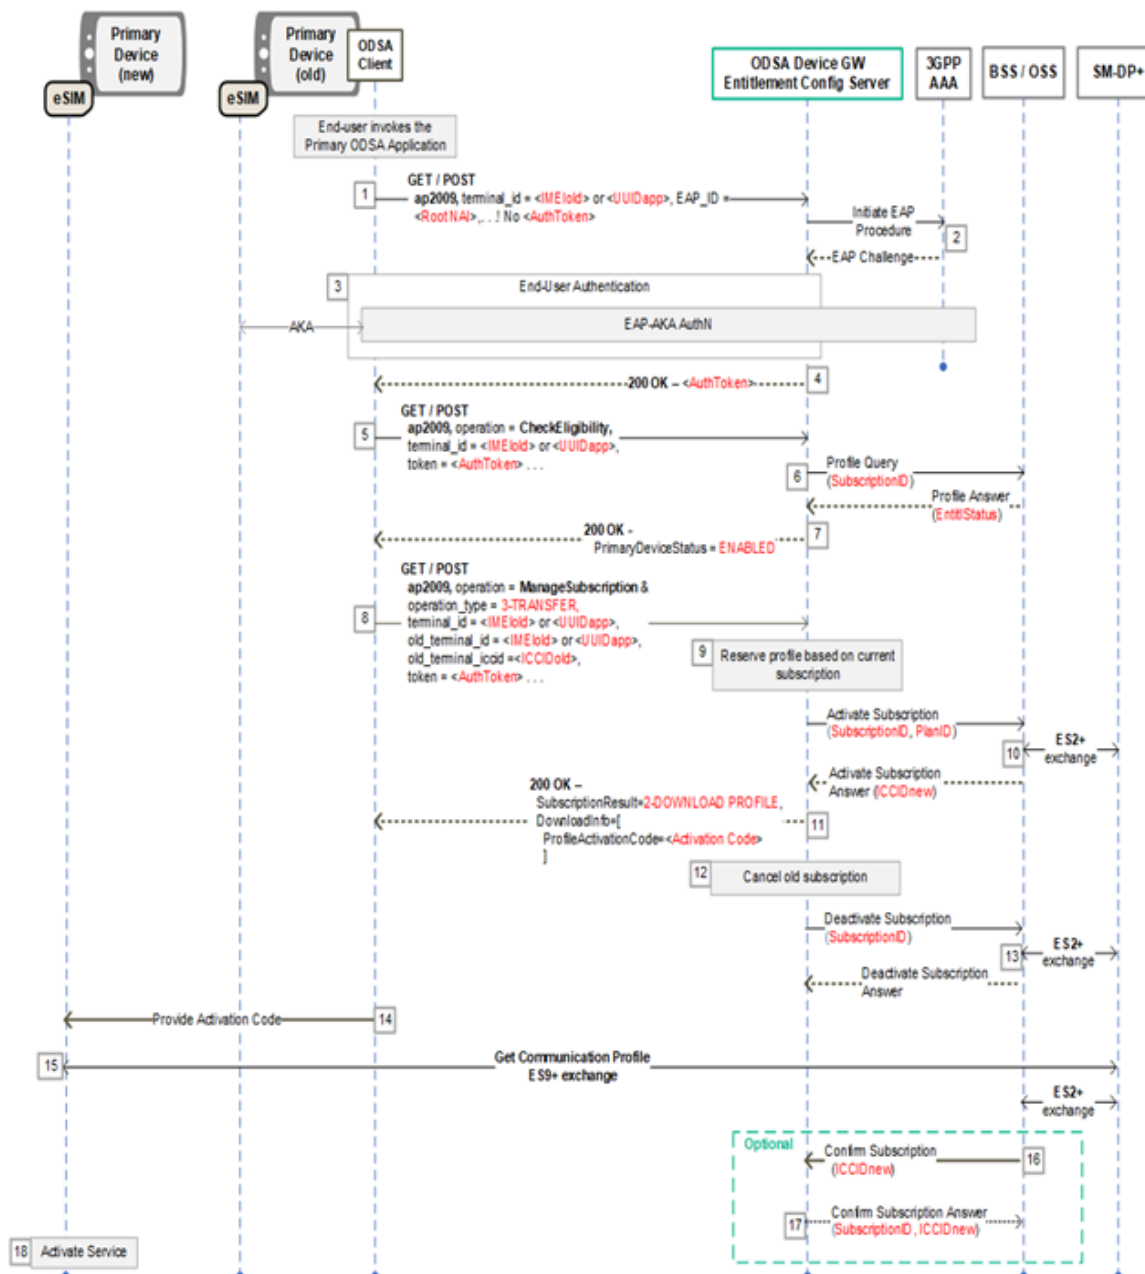 Primary
Device
(new)
Primary
Device
(old)
ODSA
Client
ODSA Device GW
Entitlement Config Server
3GPP
AAA
BSS / OSS
SM-DP+
eSIM
eSIM
End-user invokes the
Primary ODSA Application
1
GET / POST
ap2009, terminal_id = <IMEIold> or <UUIDapp>, EAP_ID =
<Root NAI>,. . .! No <AuthToken>
Initiate EAP
Procedure
2
EAP Challenge
3
End-User Authentication
AKA
EAP-AKA AuthN
200 OK – <AuthToken>
4
GET / POST
5
ap2009, operation = CheckEligibility,
terminal_id = <IMEIold> or <UUIDapp>,
token = <AuthToken> . . .
6
Profile Query
(SubscriptionID)
Profile Answer
(EntitlStatus)
200 OK –
PrimaryDeviceStatus = ENABLED
7
GET / POST
8
ap2009, operation = ManageSubscription &
operation_type = 3-TRANSFER,
terminal_id = <IMEIold> or <UUIDapp>,
old_terminal_id = <IMEIold> or <UUIDapp>,
old_terminal_iccid =<ICCIDold>,
token = <AuthToken> . . .
9
Reserve profile based on current
subscription
Activate Subscription
(SubscriptionID, PlanID)
10
ES2+
exchange
Activate Subscription
Answer (ICCIDnew)
200 OK –
SubscriptionResult=2-DOWNLOAD PROFILE,
DownloadInfo=[
ProfileActivationCode=<Activation Code>
]
11
12
Cancel old subscription
Deactivate Subscription
(SubscriptionID)
13
ES2+
exchange
Deactivate Subscription
Answer
Provide Activation Code
14
15
Get Communication Profile
ES9+ exchange
ES2+
exchange
Optional
Confirm Subscription
(ICCIDnew)
16
17
Confirm Subscription Answer
(SubscriptionID, ICCIDnew)
18
Activate Service